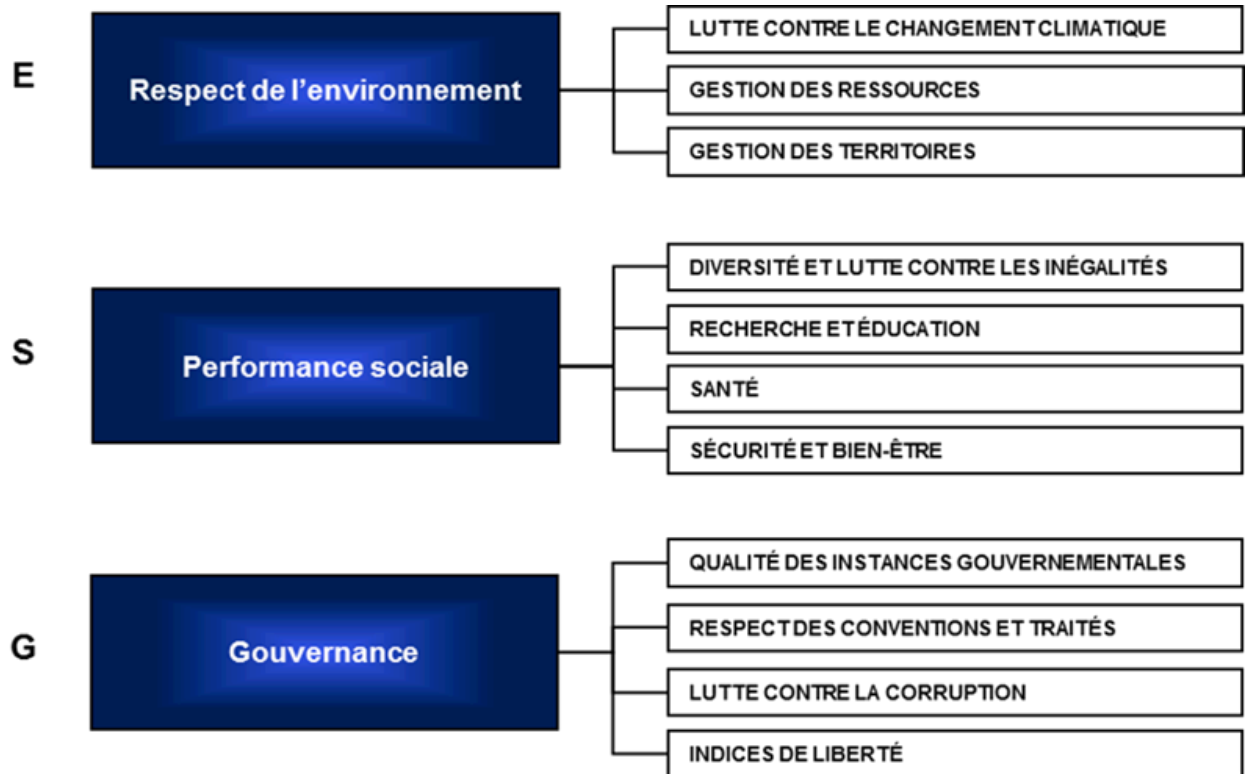 E
Respect de l'environnement
LUTTE CONTRE LE CHANGEMENT CLIMATIQUE
GESTION DES RESSOURCES
GESTION DES TERRITOIRES
S
Performance sociale
DIVERSITÉ ET LUTTE CONTRE LES INÉGALITÉS
RECHERCHE ET ÉDUCATION
SANTÉ
SÉCURITÉ ET BIEN-ÊTRE
G
Gouvernance
QUALITÉ DES INSTANCES GOUVERNEMENTALES
RESPECT DES CONVENTIONS ET TRAITÉS
LUTTE CONTRE LA CORRUPTION
INDICES DE LIBERTÉ